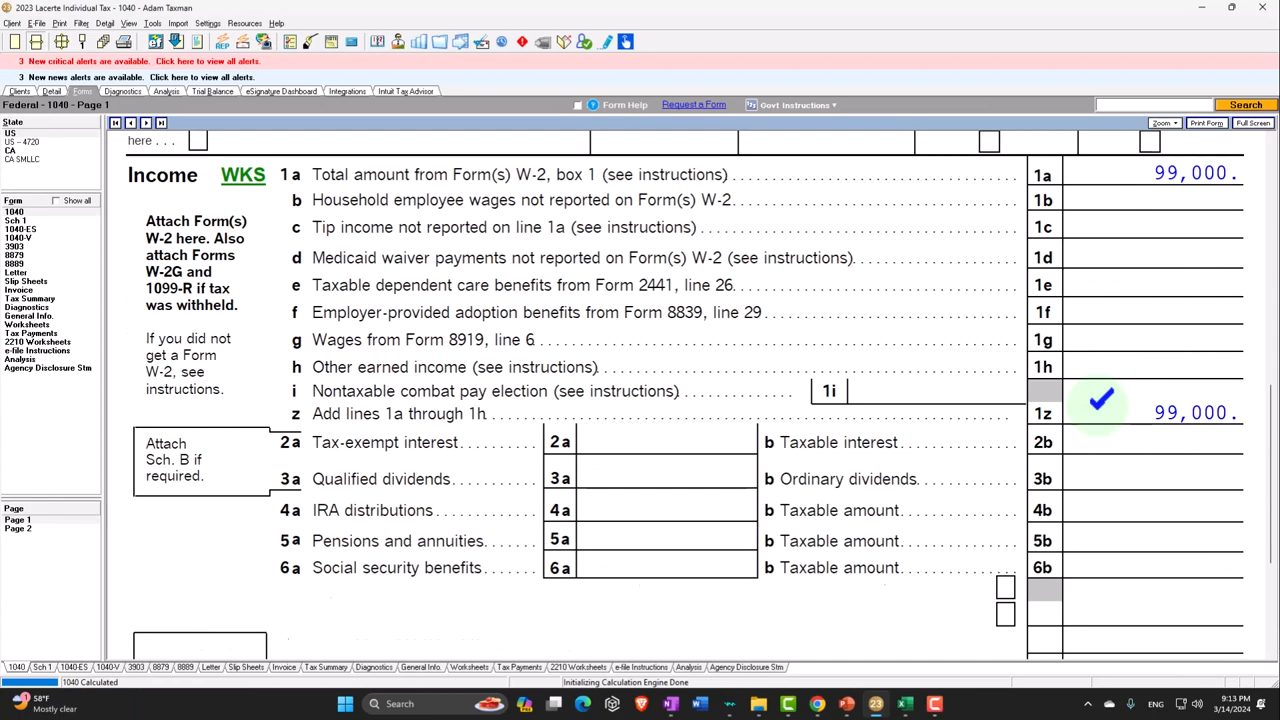 2023 Lacerte Individual Tax - 1040 - Adam Taxman
Client E-File Print Filter Detail View Tools Import Settings Resources Help
3 New critical alerts are available. Click here to view all alerts.
3 New news alerts are available. Click here to view all alerts.
Clients Detail Forms Diagnostics Analysis Trial Balance eSignature Dashboard Integrations Intuit Tax Advisor
Federal - 1040 - Page 1
Form Help Request a Form Govt Instructions Search
Zoom Print Form Full Screen
State
US
US - 4720
CA
CA SMLLC
Form Show all
1040
Sch 1
1040-ES
1040-V
3903
8879
8889
Letter
Slip Sheets
Invoice
Tax Summary
Diagnostics
General Info.
Worksheets
Tax Payments
2210 Worksheets
e-file Instructions
Analysis
Agency Disclosure Stm
Page
Page 1
Page 2
here . . .
Income WKS 1 a Total amount from Form(s) W-2, box 1 (see instructions) 1a 99,000.
b Household employee wages not reported on Form(s) W-2 1b
c Tip income not reported on line 1a (see instructions) 1c
d Medicaid waiver payments not reported on Form(s) W-2 (see instructions) 1d
e Taxable dependent care benefits from Form 2441, line 26 1e
f Employer-provided adoption benefits from Form 8839, line 29 1f
g Wages from Form 8919, line 6 1g
h Other earned income (see instructions) 1h
i Nontaxable combat pay election (see instructions) 1i
z Add lines 1a through 1h 1z 99,000.
Attach Form(s)
W-2 here. Also
attach Forms
W-2G and
1099-R if tax
was withheld.
If you did not
get a Form
W-2, see
instructions.
Attach
Sch. B if
required.
2a Tax-exempt interest 2a b Taxable interest 2b
3a Qualified dividends 3a b Ordinary dividends 3b
4a IRA distributions 4a b Taxable amount 4b
5a Pensions and annuities 5a b Taxable amount 5b
6a Social security benefits 6a b Taxable amount 6b
1040 Sch 1 1040-ES 1040-V 3903 8879 8889 Letter Slip Sheets Invoice Tax Summary Diagnostics General Info. Worksheets Tax Payments 2210 Worksheets e-file Instructions Analysis Agency Disclosure Stm
1040 Calculated Initializing Calculation Engine Done
58°F
Mostly clear
Search
23
ENG
9:13 PM
3/14/2024